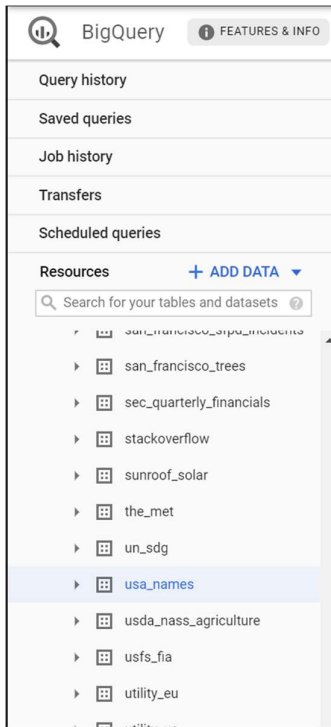 BigQuery FEATURES & INFO
Query history
Saved queries
Job history
Transfers
Scheduled queries
Resources + ADD DATA
Search for your tables and datasets
san_francisco_sfpd_incidents
san_francisco_trees
sec_quarterly_financials
stackoverflow
sunroof_solar
the_met
un_sdg
usa_names
usda_nass_agriculture
usfs_fia
utility_eu